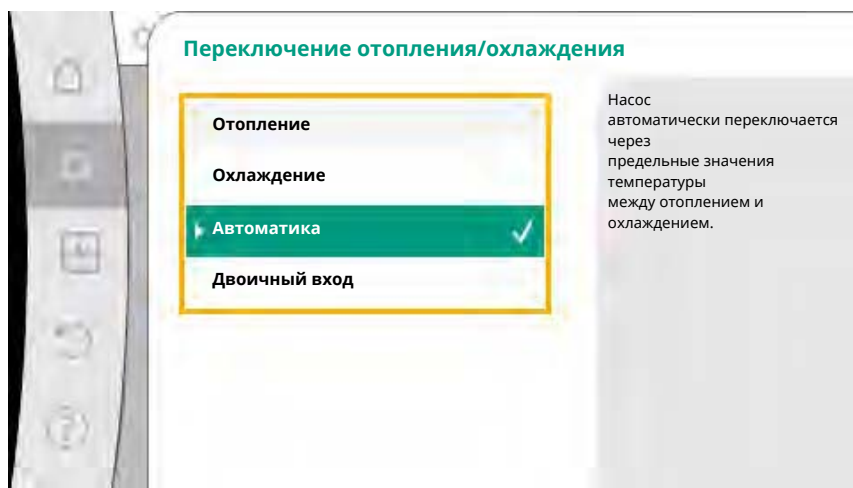 Переключение отопления/охлаждения
Отопление
Охлаждение
Автоматика
Двоичный вход
Насос
автоматически переключается
через
предельные значения
температуры
между отоплением и
охлаждением.